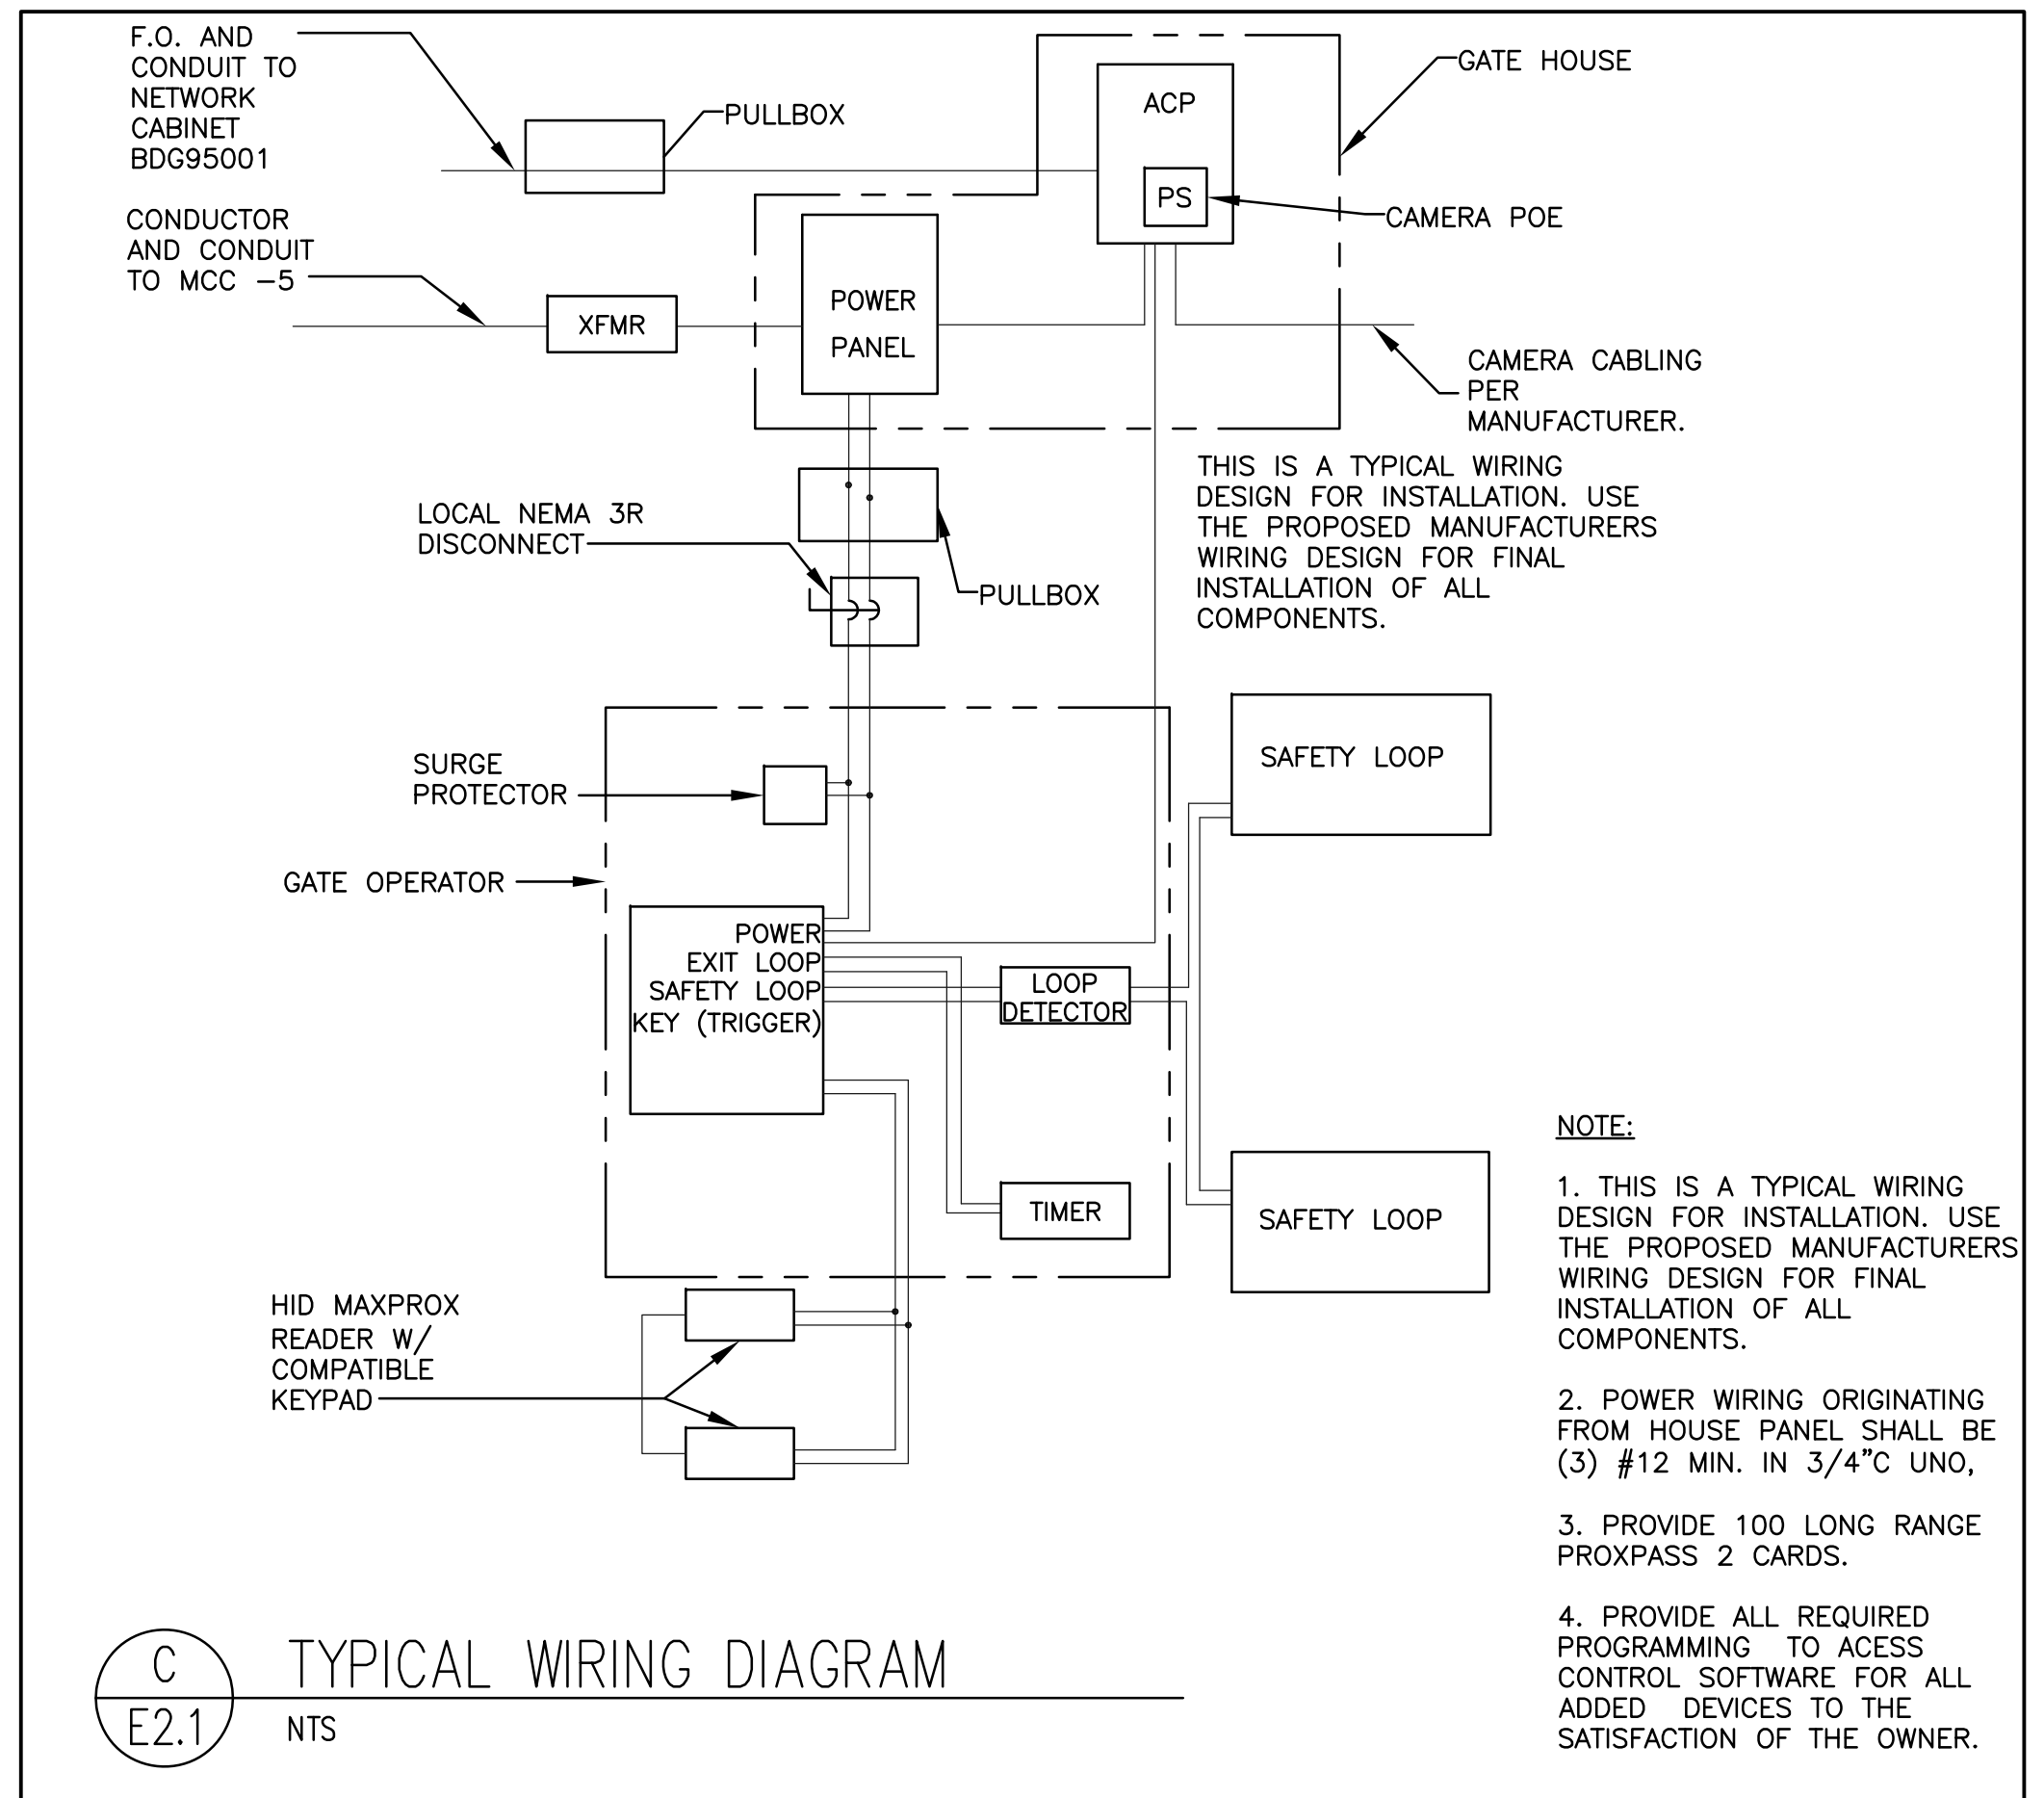 F.O. AND
CONDUIT TO
NETWORK
CABINET
BDG95001
PULLBOX
ACP
PS
GATE HOUSE
CAMERA POE
CONDUCTOR
AND CONDUIT
TO MCC -5
XFMR
POWER
PANEL
CAMERA CABLING
PER
MANUFACTURER.
THIS IS A TYPICAL WIRING
DESIGN FOR INSTALLATION. USE
THE PROPOSED MANUFACTURERS
WIRING DESIGN FOR FINAL
INSTALLATION OF ALL
COMPONENTS.
LOCAL NEMA 3R
DISCONNECT
PULLBOX
SURGE
PROTECTOR
GATE OPERATOR
POWER
EXIT LOOP
SAFETY LOOP
KEY (TRIGGER)
LOOP
DETECTOR
TIMER
SAFETY LOOP
SAFETY LOOP
HID MAXPROX
READER W/
COMPATIBLE
KEYPAD
NOTE:
1. THIS IS A TYPICAL WIRING
DESIGN FOR INSTALLATION. USE
THE PROPOSED MANUFACTURERS
WIRING DESIGN FOR FINAL
INSTALLATION OF ALL
COMPONENTS.
2. POWER WIRING ORIGINATING
FROM HOUSE PANEL SHALL BE
(3) #12 MIN. IN 3/4"C UNO,
3. PROVIDE 100 LONG RANGE
PROXPASS 2 CARDS.
4. PROVIDE ALL REQUIRED
PROGRAMMING TO ACESS
CONTROL SOFTWARE FOR ALL
ADDED DEVICES TO THE
SATISFACTION OF THE OWNER.
C
E2.1
TYPICAL WIRING DIAGRAM
NTS